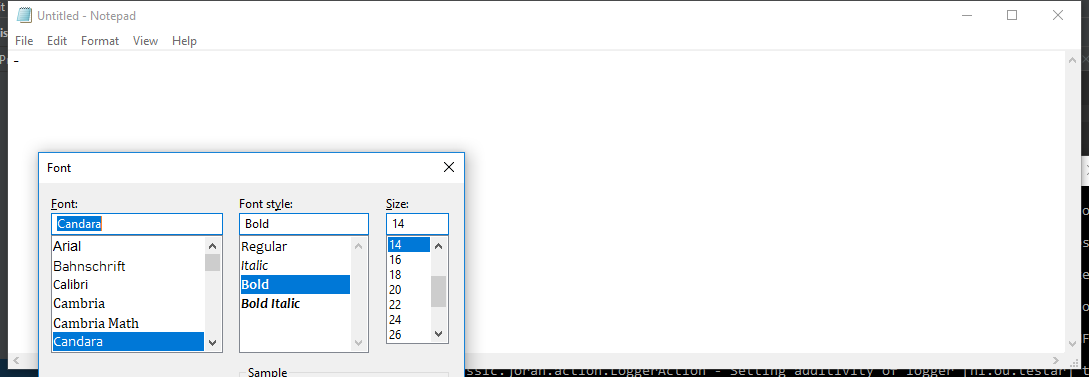 Untitled - Notepad
File Edit Format View Help
-
Font
Font: Font style: Size:
Candara Bold 14
Arial Regular 14
Bahnschrift Italic 16
Calibri Bold 18
Cambria Bold Italic 20
Cambria Math 22
Candara 24
26
Sample
ssic.joran.action.LoggerAction - Setting additivity of logger [nl.ou.testar]